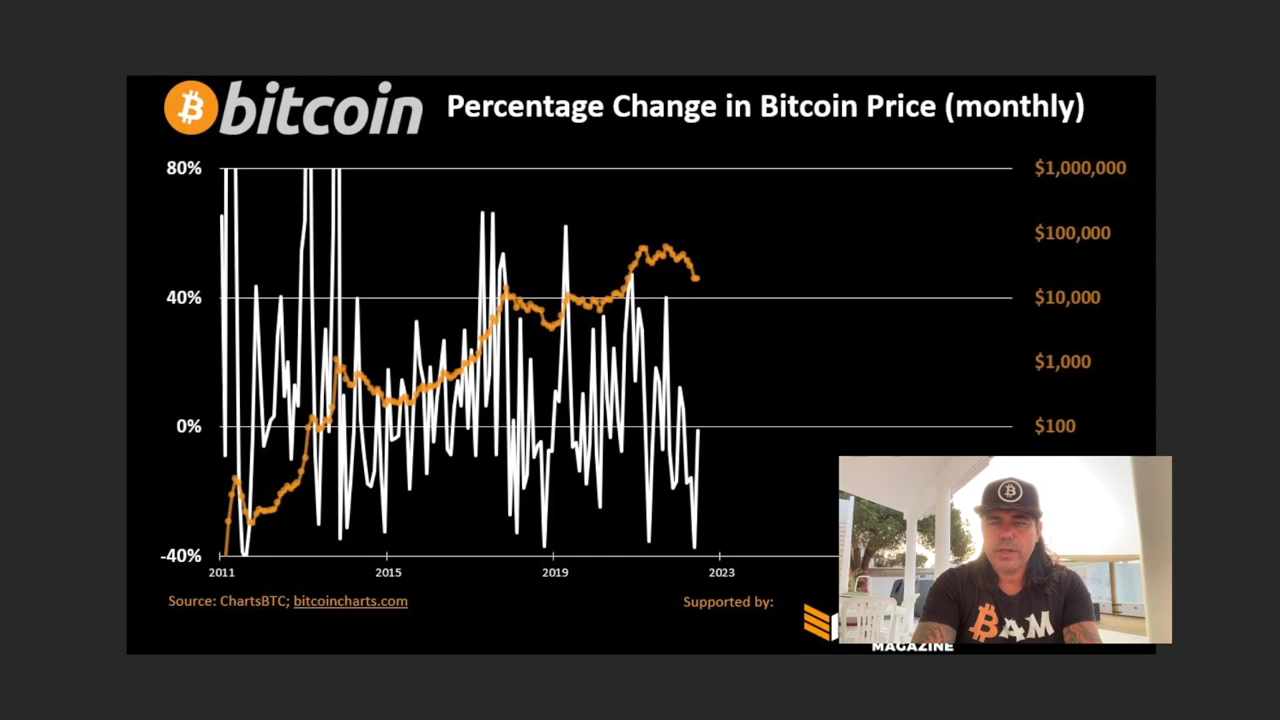 bitcoin
Percentage Change in Bitcoin Price (monthly)
80%
40%
0%
-40%
$1,000,000
$100,000
$10,000
$1,000
$100
2011
2015
2019
2023
Source: ChartsBTC; bitcoincharts.com
Supported by:
MAGAZINE
BAM